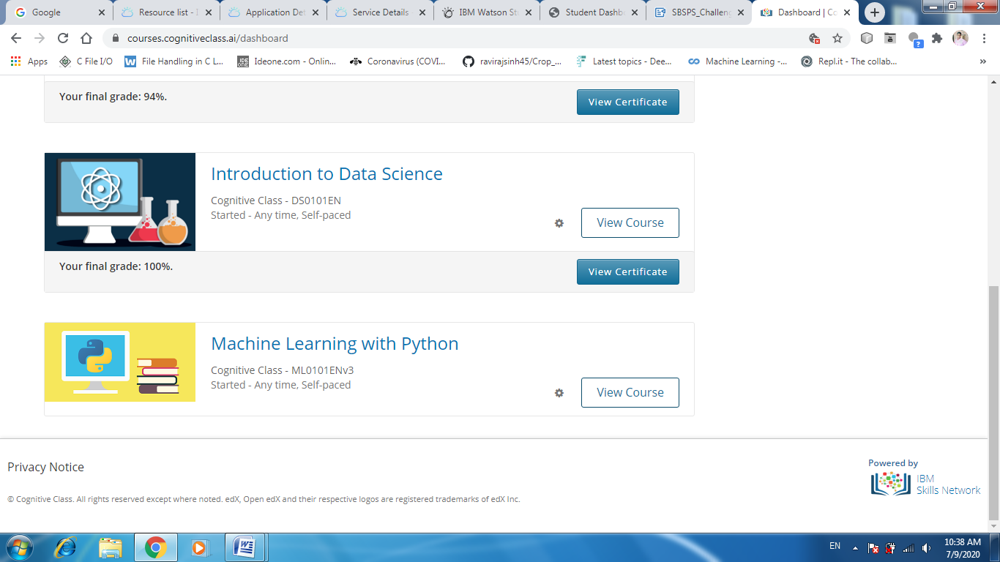 Google
Resource list - I
Application Det
Service Details
IBM Watson St
Student Dashb
SBSPS_Challeng
Dashboard | Co
courses.cognitiveclass.ai/dashboard
Apps
C File I/O
File Handling in C L...
Ideone.com - Onlin...
Coronavirus (COVI...
ravirajsinh45/Crop_...
Latest topics - Dee...
Machine Learning -...
Repl.it - The collab...
»
Your final grade: 94%.
View Certificate
Introduction to Data Science
Cognitive Class - DS0101EN
Started - Any time, Self-paced
View Course
Your final grade: 100%.
View Certificate
Machine Learning with Python
Cognitive Class - ML0101ENv3
Started - Any time, Self-paced
View Course
Privacy Notice
© Cognitive Class. All rights reserved except where noted. edX, Open edX and their respective logos are registered trademarks of edX Inc.
Powered by
IBM
Skills Network
EN
10:38 AM
7/9/2020